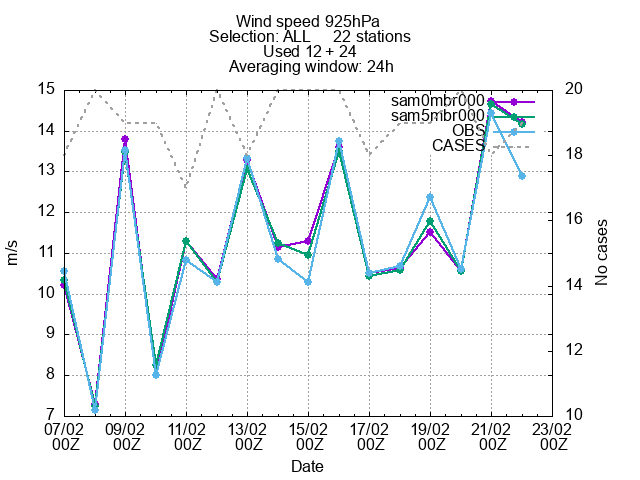 Wind speed 925hPa
Selection: ALL 22 stations
Used 12 + 24
Averaging window: 24h
15
14
13
12
11
10
9
8
7
m/s
20
18
16
14
12
10
No cases
sam0mbr000
sam5mbr000
OBS
CASES
07/02 09/02 11/02 13/02 15/02 17/02 19/02 21/02 23/02
00Z 00Z 00Z 00Z 00Z 00Z 00Z 00Z 00Z
Date